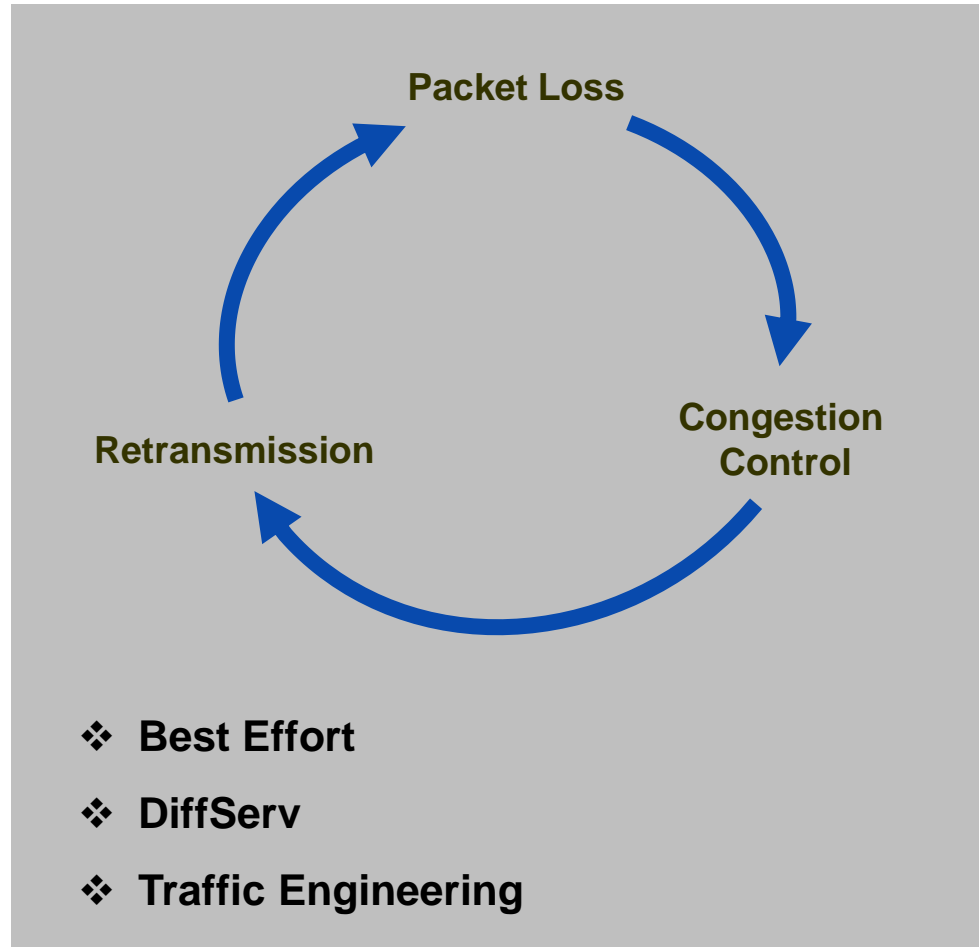 Packet Loss
Congestion
Control
Retransmission
❖ Best Effort
❖ DiffServ
❖ Traffic Engineering